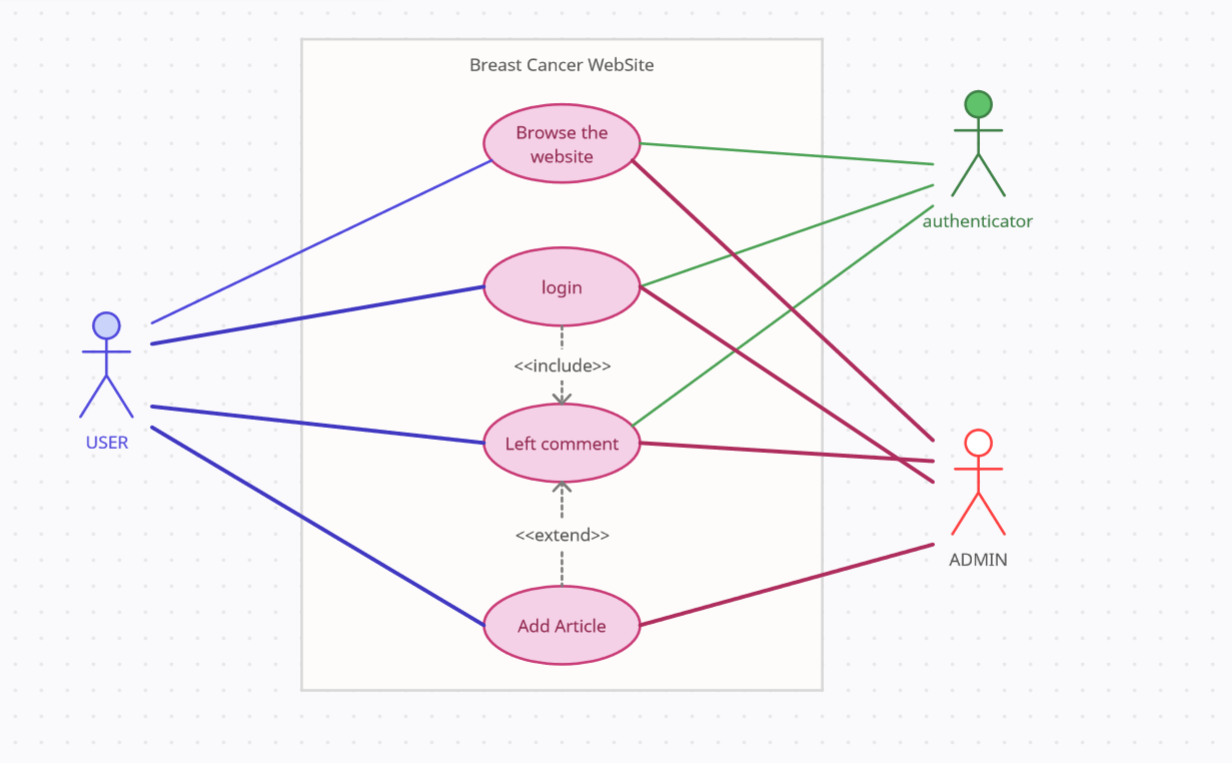 Breast Cancer WebSite
Browse the
website
authenticator
login
<<include>>
USER
Left comment
<<extend>>
ADMIN
Add Article